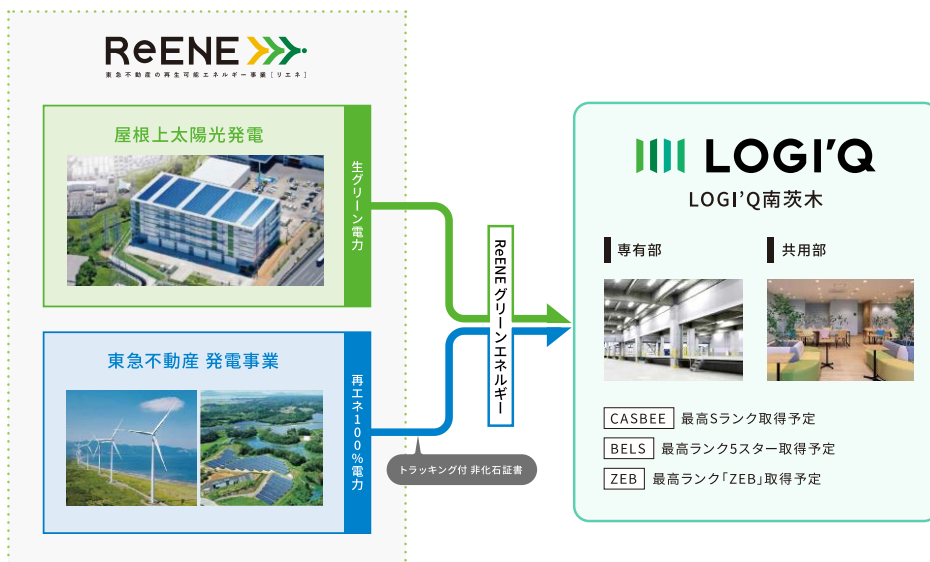 ReENE
東急不動産の再生可能エネルギー事業[リエネ]
屋根上太陽光発電
生グリーン電力
東急不動産 発電事業
再エネ100%電力
トラッキング付 非化石証書
ReENE グリーンエネルギー
LOGI'Q
LOGI'Q南茨木
専有部
共用部
CASBEE 最高Sランク取得予定
BELS 最高ランク5スター取得予定
ZEB 最高ランク「ZEB」取得予定